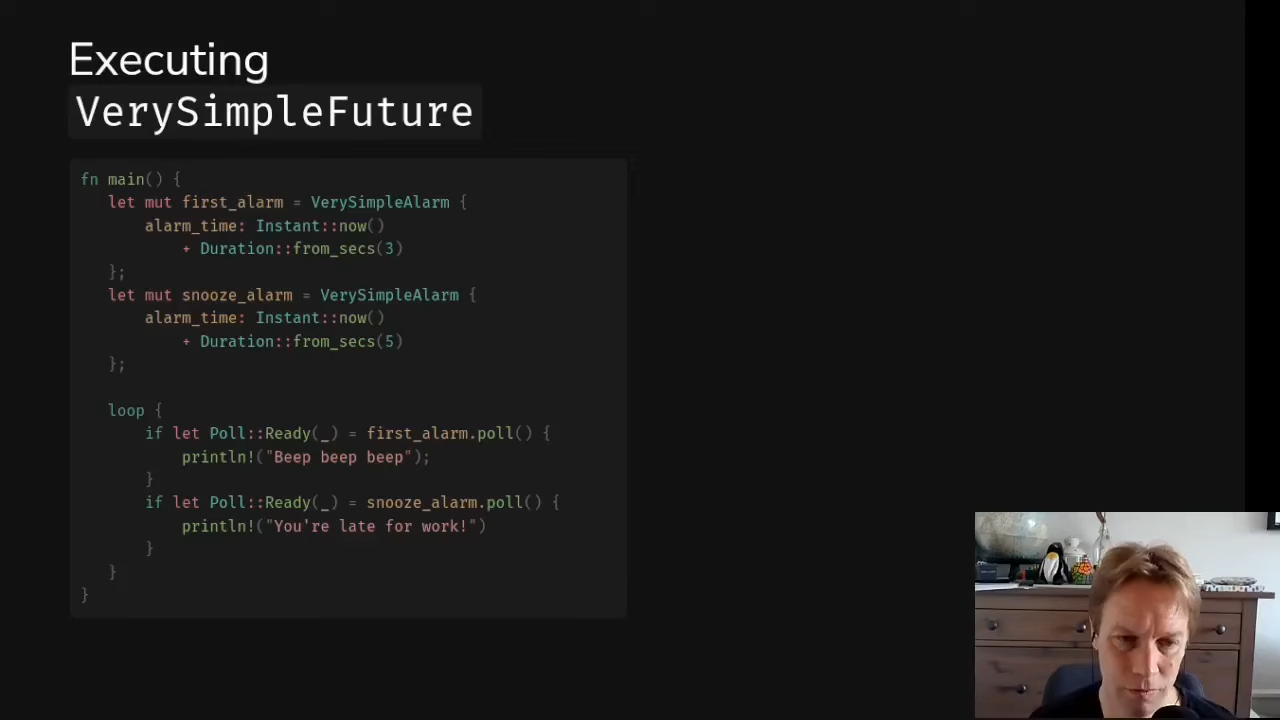 Executing
VerySimpleFuture
fn main() {
let mut first_alarm = VerySimpleAlarm {
alarm_time: Instant::now()
+ Duration::from_secs(3)
};
let mut snooze_alarm = VerySimpleAlarm {
alarm_time: Instant::now()
+ Duration::from_secs(5)
};
loop {
if let Poll::Ready(_) = first_alarm.poll() {
println!("Beep beep beep");
}
if let Poll::Ready(_) = snooze_alarm.poll() {
println!("You're late for work!")
}
}
}